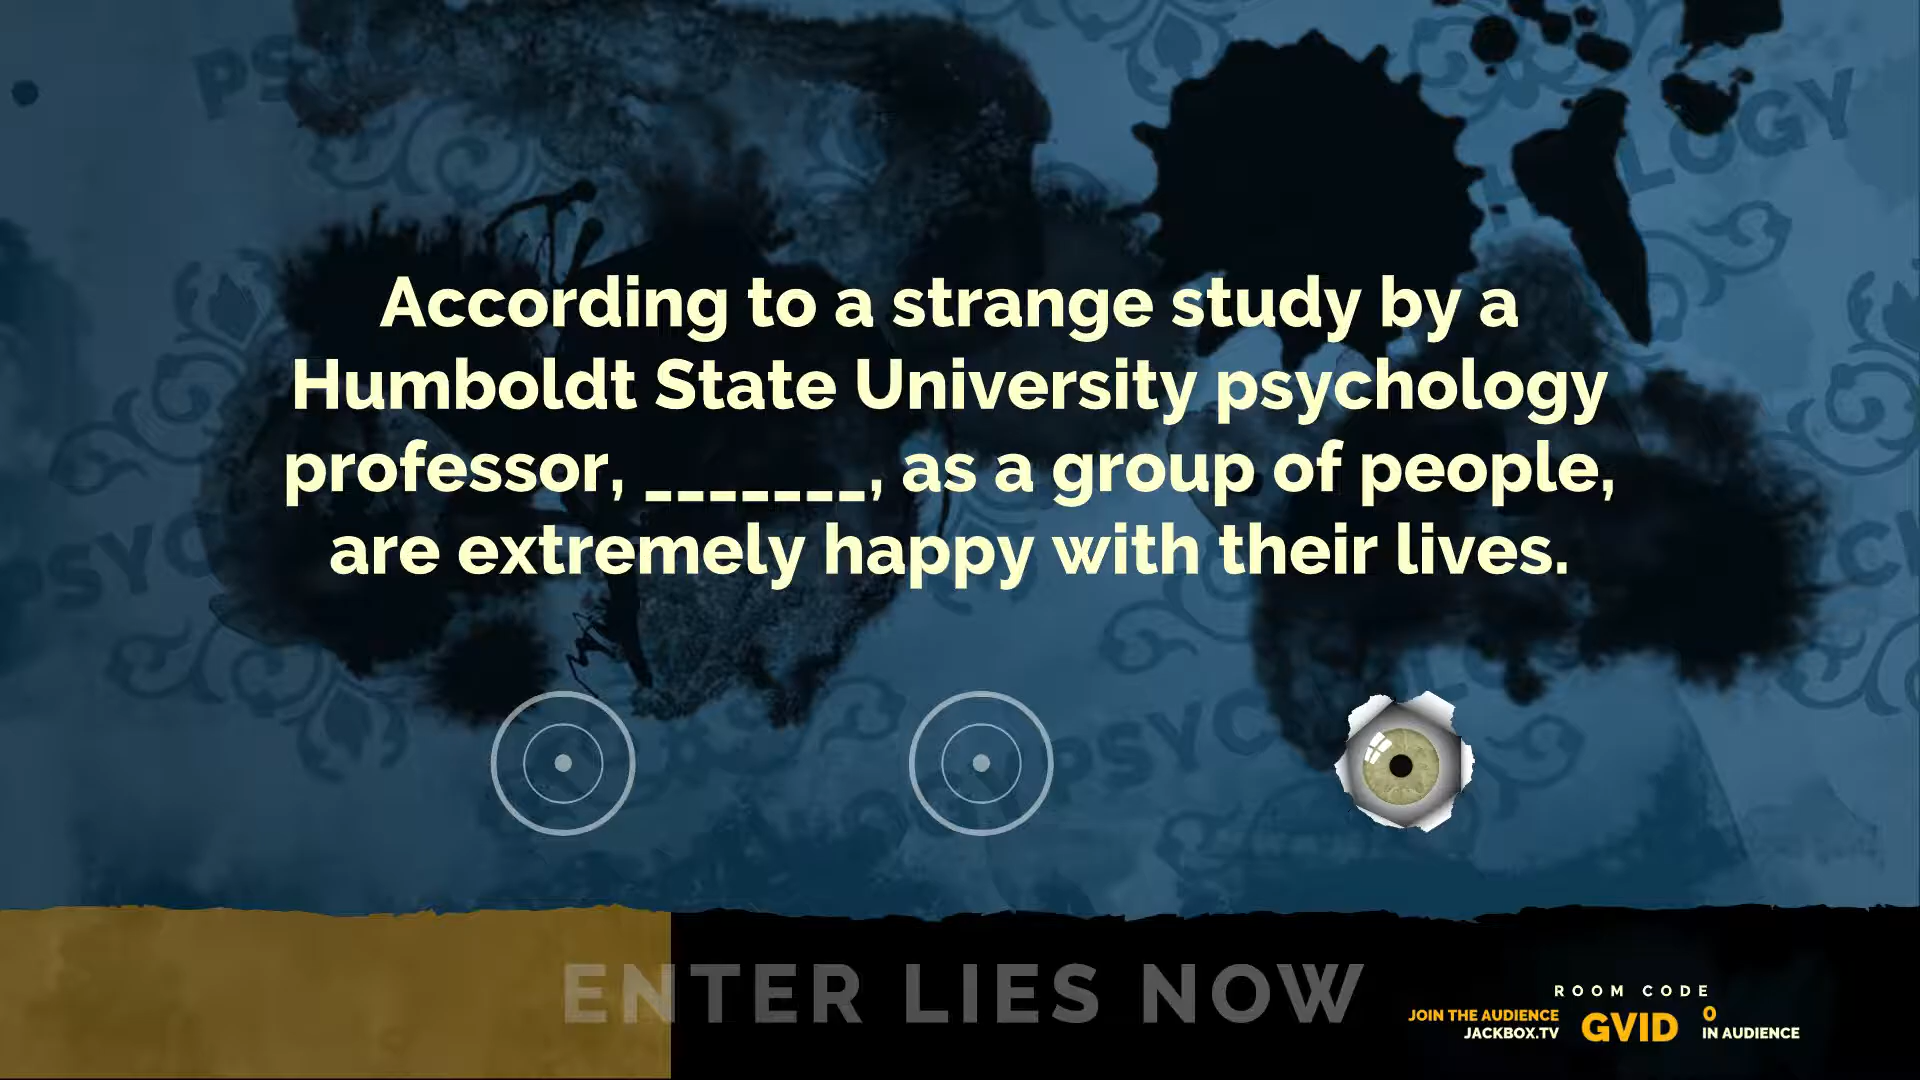 According to a strange study by a
Humboldt State University psychology
professor, _______, as a group of people,
are extremely happy with their lives.
ENTER LIES NOW
ROOM CODE
JOIN THE AUDIENCE
JACKBOX.TV
GVID
0
IN AUDIENCE